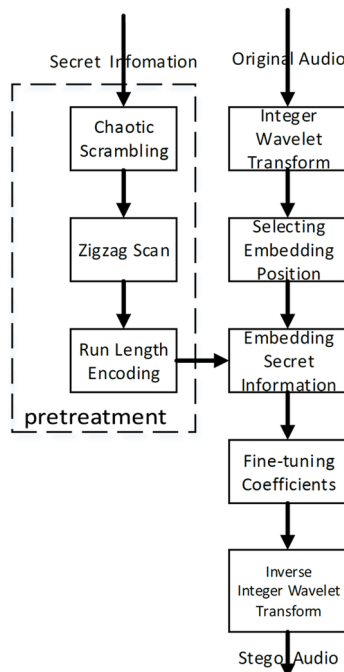 Secret Infomation
Chaotic
Scrambling
Zigzag Scan
Run Length
Encoding
pretreatment
Original Audio
Integer
Wavelet
Transform
Selecting
Embedding
Position
Embedding
Secret
Information
Fine-tuning
Coefficients
Inverse
Integer Wavelet
Transform
Stego Audio